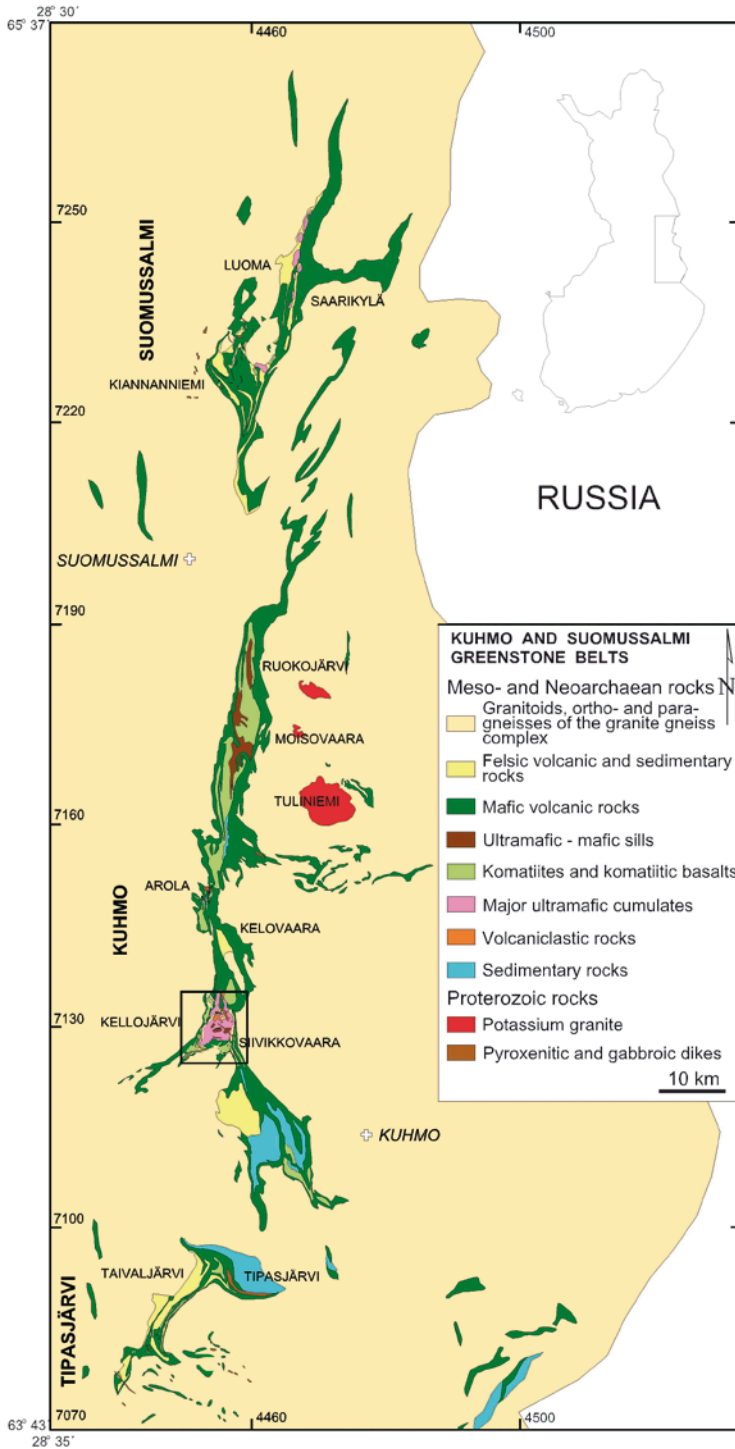 28° 30'
65° 37'
4460
4500
7250
SUOMUSSALMI
LUOMA
SAARIKYLÄ
KIANNANIEMI
7220
RUSSIA
SUOMUSSALMI
7190
KUHMO AND SUOMUSSALMI
GREENSTONE BELTS
N
Meso- and Neoarchaean rocks
Granitoids, ortho- and para-
gneisses of the granite gneiss
complex
Felsic volcanic and sedimentary
rocks
Mafic volcanic rocks
Ultramafic - mafic sills
Komatiites and komatiitic basalts
Major ultramafic cumulates
Volcaniclastic rocks
Sedimentary rocks
Proterozoic rocks
Potassium granite
Pyroxenitic and gabbroic dikes
10 km
RUOKOJÄRVI
MOISOVAARA
TULINIEMI
7160
AROLA
KUHMO
KELOVAARA
7130
KELLOJÄRVI
SIIVIKKOVAARA
KUHMO
7100
TAIVALJÄRVI
TIPASJÄRVI
TIPASJÄRVI
7070
63° 43'
28° 35'
4460
4500